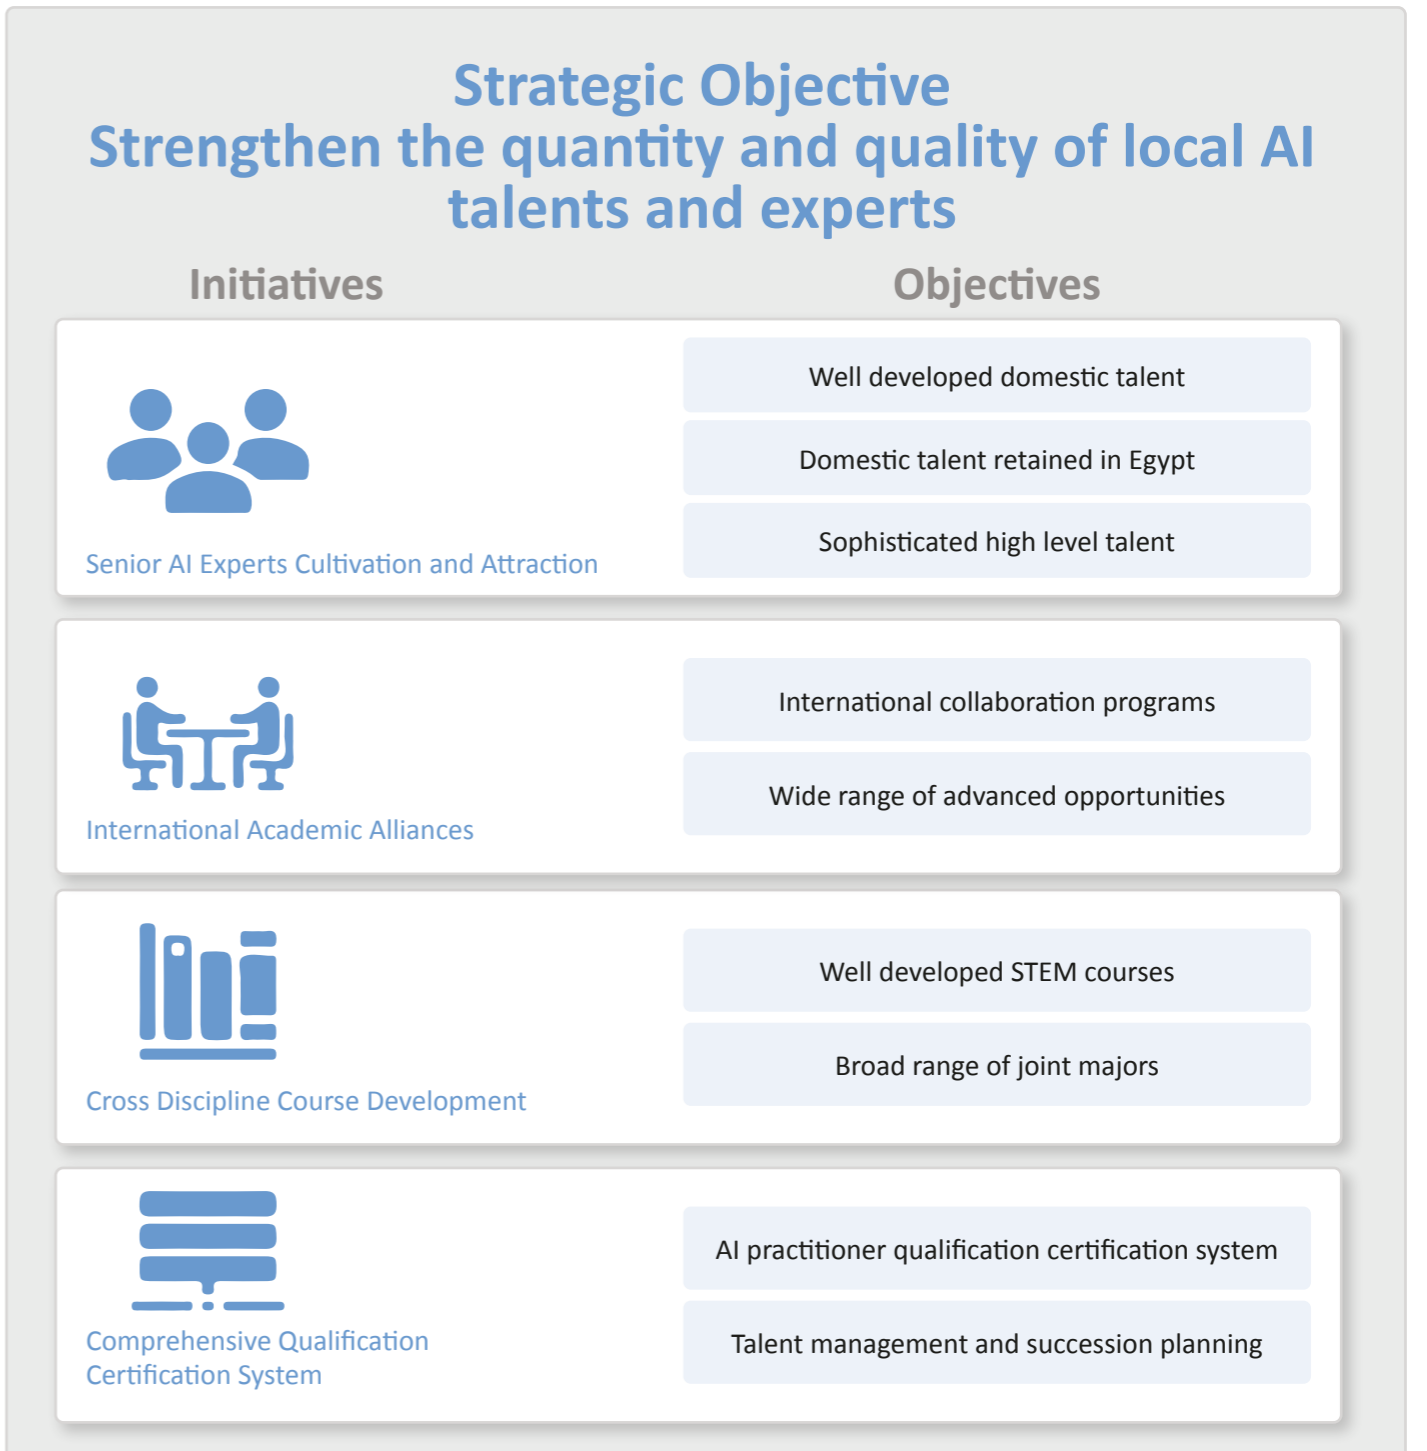 Strategic Objective
Strengthen the quantity and quality of local AI
talents and experts
Initiatives
Objectives
Senior AI Experts Cultivation and Attraction
Well developed domestic talent
Domestic talent retained in Egypt
Sophisticated high level talent
International Academic Alliances
International collaboration programs
Wide range of advanced opportunities
Cross Discipline Course Development
Well developed STEM courses
Broad range of joint majors
Comprehensive Qualification
Certification System
AI practitioner qualification certification system
Talent management and succession planning